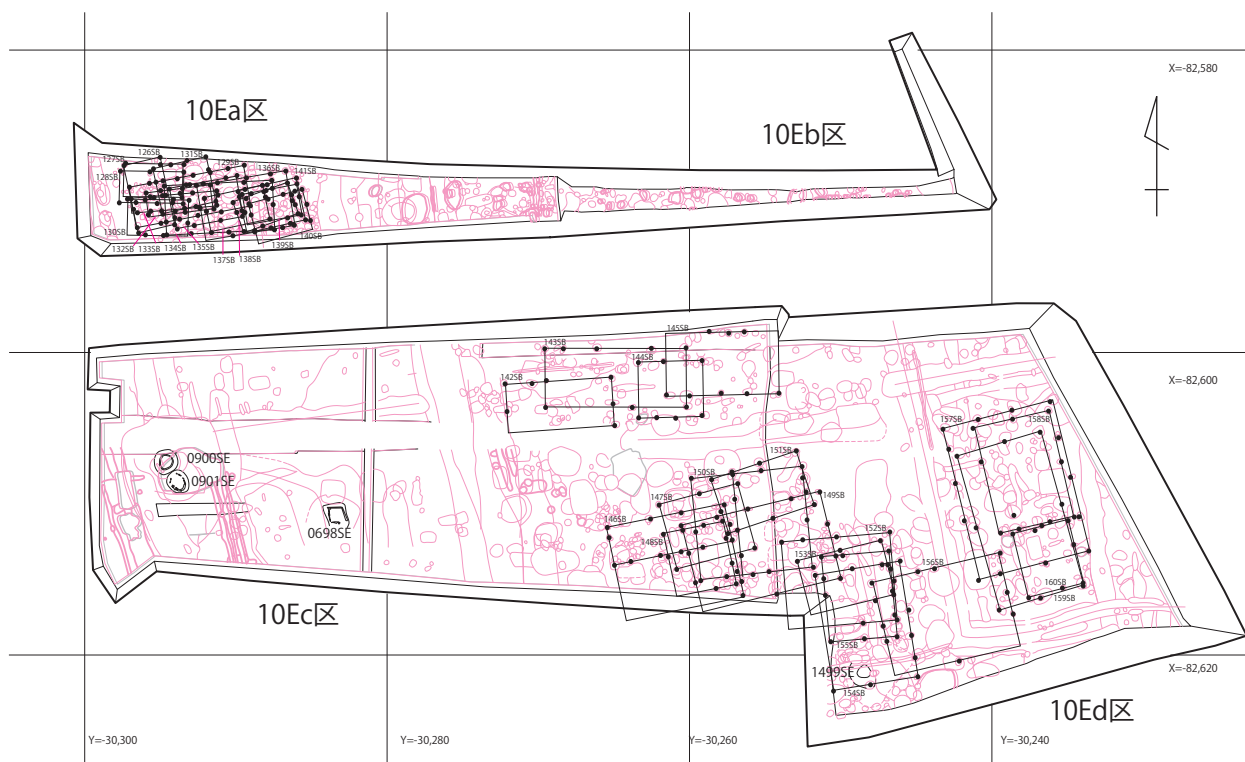 X=-82,580
10Ea区
10Eb区
126SB
131SB
127SB
129SB
136SB
128SB
141SB
130SB
140SB
132SB
133SB
134SB
135SB
139SB
137SB
138SB
145SB
143SB
144SB
142SB
X=-82,600
157SB
158SB
151SB
0900SE
0901SE
150SB
147SB
149SB
146SB
152SB
148SB
0698SE
153SB
156SB
160SB
159SB
10Ec区
155SB
1499SE
154SB
X=-82,620
10Ed区
Y=-30,300
Y=-30,280
Y=-30,260
Y=-30,240